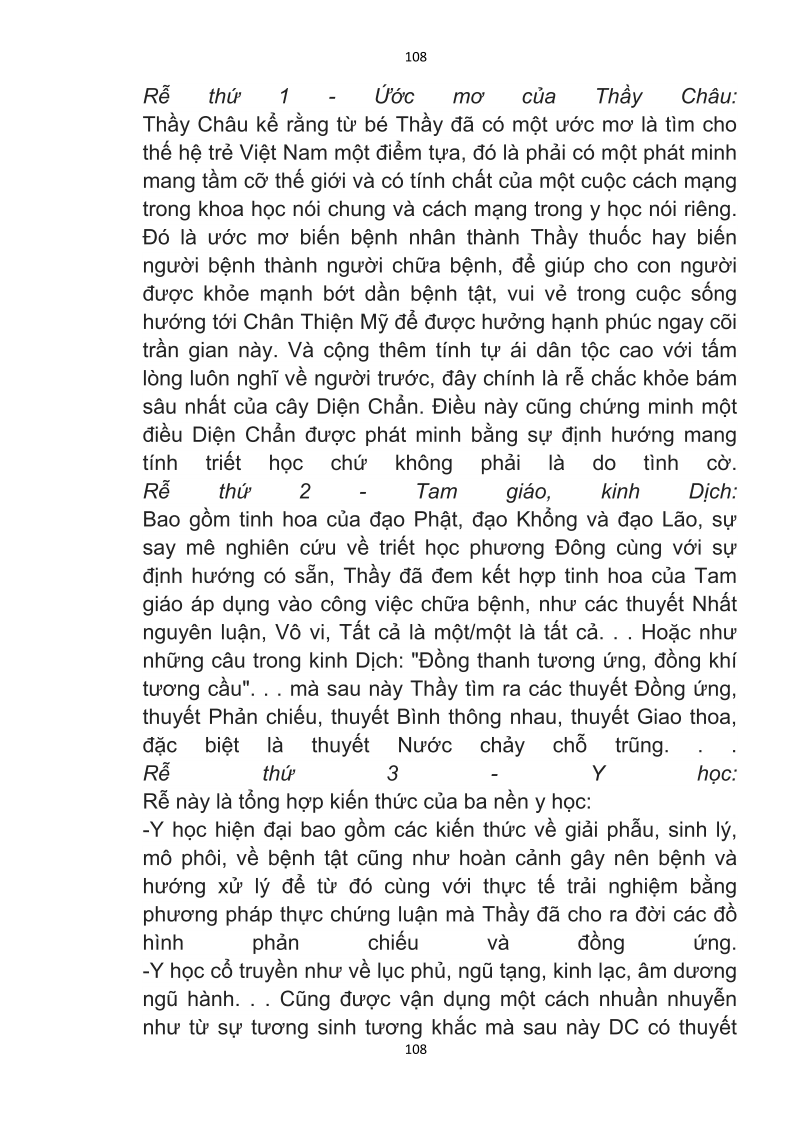 108
Rễ thứ 1 - Ước mơ của Thầy Châu:
Thầy Châu kể rằng từ bé Thầy đã có một ước mơ là tìm cho
thế hệ trẻ Việt Nam một điểm tựa, đó là phải có một phát minh
mang tầm cỡ thế giới và có tính chất của một cuộc cách mạng
trong khoa học nói chung và cách mạng trong y học nói riêng.
Đó là ước mơ biến bệnh nhân thành Thầy thuốc hay biến
người bệnh thành người chữa bệnh, để giúp cho con người
được khỏe mạnh bớt dần bệnh tật, vui vẻ trong cuộc sống
hướng tới Chân Thiện Mỹ để được hưởng hạnh phúc ngay cõi
trần gian này. Và cộng thêm tính tự ái dân tộc cao với tấm
lòng luôn nghĩ về người trước, đây chính là rễ chắc khỏe bám
sâu nhất của cây Diện Chẩn. Điều này cũng chứng minh một
điều Diện Chẩn được phát minh bằng sự định hướng mang
tính triết học chứ không phải là do tình cờ.
Rễ thứ 2 - Tam giáo, kinh Dịch:
Bao gồm tinh hoa của đạo Phật, đạo Khổng và đạo Lão, sự
say mê nghiên cứu về triết học phương Đông cùng với sự
định hướng có sẵn, Thầy đã đem kết hợp tinh hoa của Tam
giáo áp dụng vào công việc chữa bệnh, như các thuyết Nhất
nguyên luận, Vô vi, Tất cả là một/một là tất cả. . . Hoặc như
những câu trong kinh Dịch: "Đồng thanh tương ứng, đồng khí
tương cầu". . . mà sau này Thầy tìm ra các thuyết Đồng ứng,
thuyết Phản chiếu, thuyết Bình thông nhau, thuyết Giao thoa,
đặc biệt là thuyết Nước chảy chỗ trũng. . .
Rễ thứ 3 - Y học:
Rễ này là tổng hợp kiến thức của ba nền y học:
-Y học hiện đại bao gồm các kiến thức về giải phẫu, sinh lý,
mô phôi, về bệnh tật cũng như hoàn cảnh gây nên bệnh và
hướng xử lý để từ đó cùng với thực tế trải nghiệm bằng
phương pháp thực chứng luận mà Thầy đã cho ra đời các đồ
hình phản chiếu và đồng ứng.
-Y học cổ truyền như về lục phủ, ngũ tạng, kinh lạc, âm dương
ngũ hành. . . Cũng được vận dụng một cách nhuần nhuyễn
như từ sự tương sinh tương khắc mà sau này DC có thuyết
108